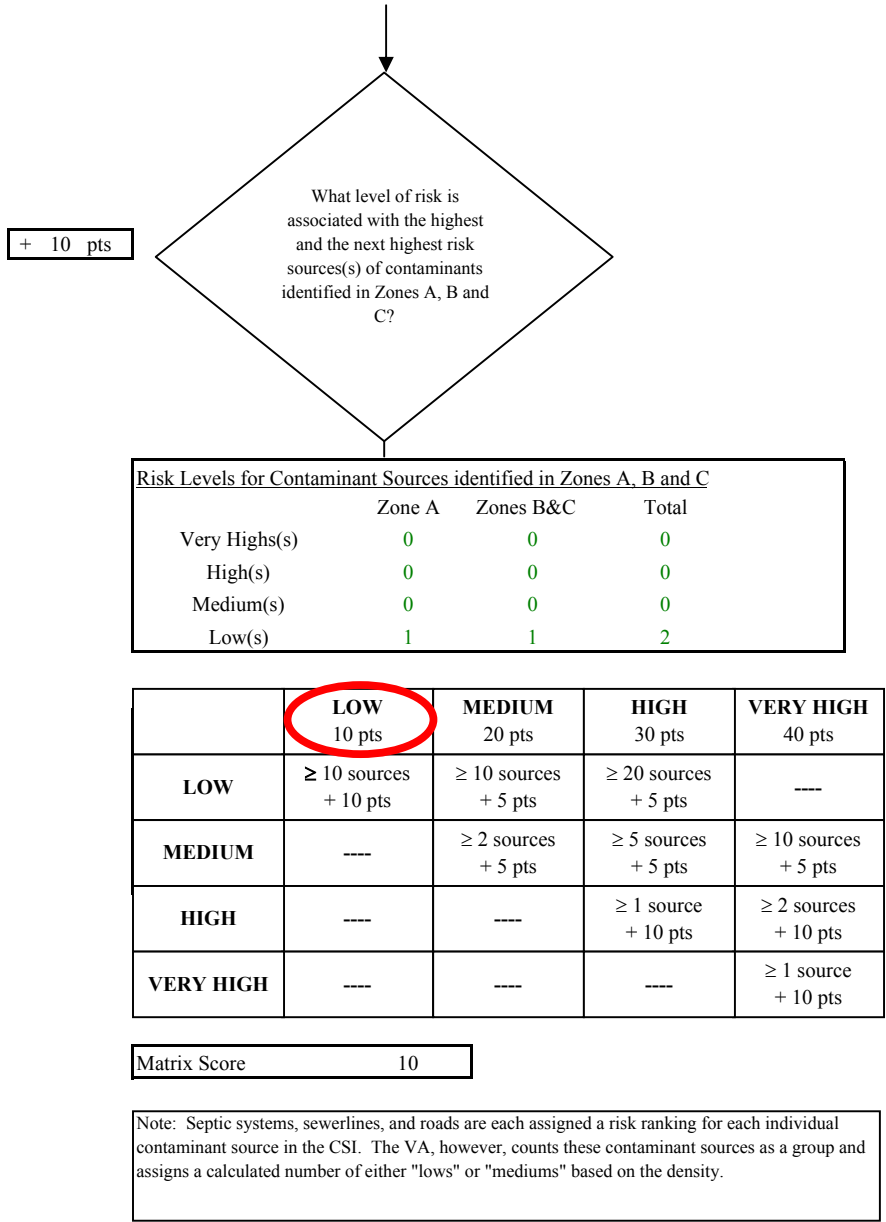 What level of risk is
associated with the highest
and the next highest risk
sources(s) of contaminants
identified in Zones A, B and
C?
+ 10 pts
Risk Levels for Contaminant Sources identified in Zones A, B and C
Zone A Zones B&C Total
Very Highs(s) 0 0 0
High(s) 0 0 0
Medium(s) 0 0 0
Low(s) 1 1 2
LOW MEDIUM HIGH VERY HIGH
10 pts 20 pts 30 pts 40 pts
LOW ≥ 10 sources ≥ 10 sources ≥ 20 sources ----
+ 10 pts + 5 pts + 5 pts
MEDIUM ---- ≥ 2 sources ≥ 5 sources ≥ 10 sources
+ 5 pts + 5 pts + 5 pts
HIGH ---- ---- ≥ 1 source ≥ 2 sources
+ 10 pts + 10 pts
VERY HIGH ---- ---- ---- ≥ 1 source
+ 10 pts
Matrix Score 10
Note: Septic systems, sewerlines, and roads are each assigned a risk ranking for each individual
contaminant source in the CSI. The VA, however, counts these contaminant sources as a group and
assigns a calculated number of either "lows" or "mediums" based on the density.